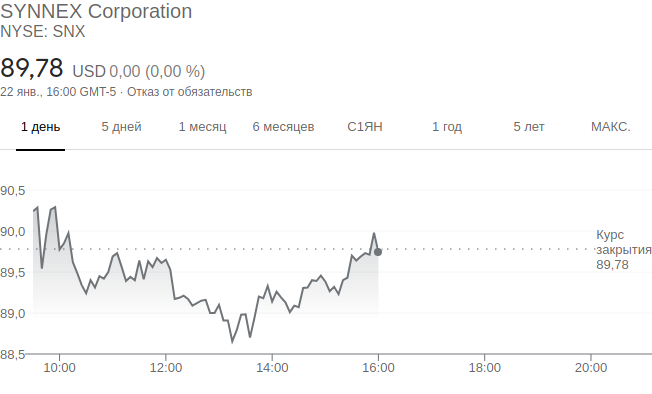 SYNNEX Corporation
NYSE: SNX
89,78 USD 0,00 (0,00 %)
22 янв., 16:00 GMT-5 · Отказ от обязательств
1 день 5 дней 1 месяц 6 месяцев С1ЯН 1 год 5 лет МАКС.
90,5
90,0
Курс
закрытия
89,78
89,5
89,0
88,5
10:00 12:00 14:00 16:00 18:00 20:00